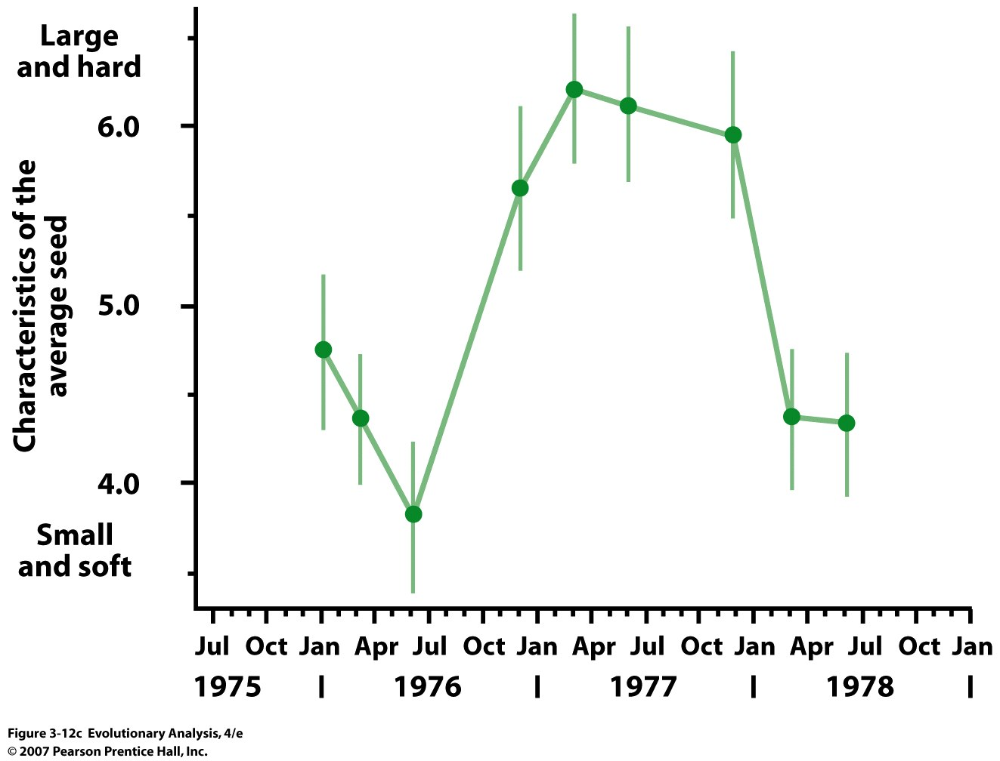 Large
and hard
6.0
Characteristics of the
average seed
5.0
4.0
Small
and soft
Jul Oct Jan Apr Jul Oct Jan Apr Jul Oct Jan Apr Jul Oct Jan
1975 | 1976 | 1977 | 1978 |
Figure 3-12c Evolutionary Analysis, 4/e
© 2007 Pearson Prentice Hall, Inc.